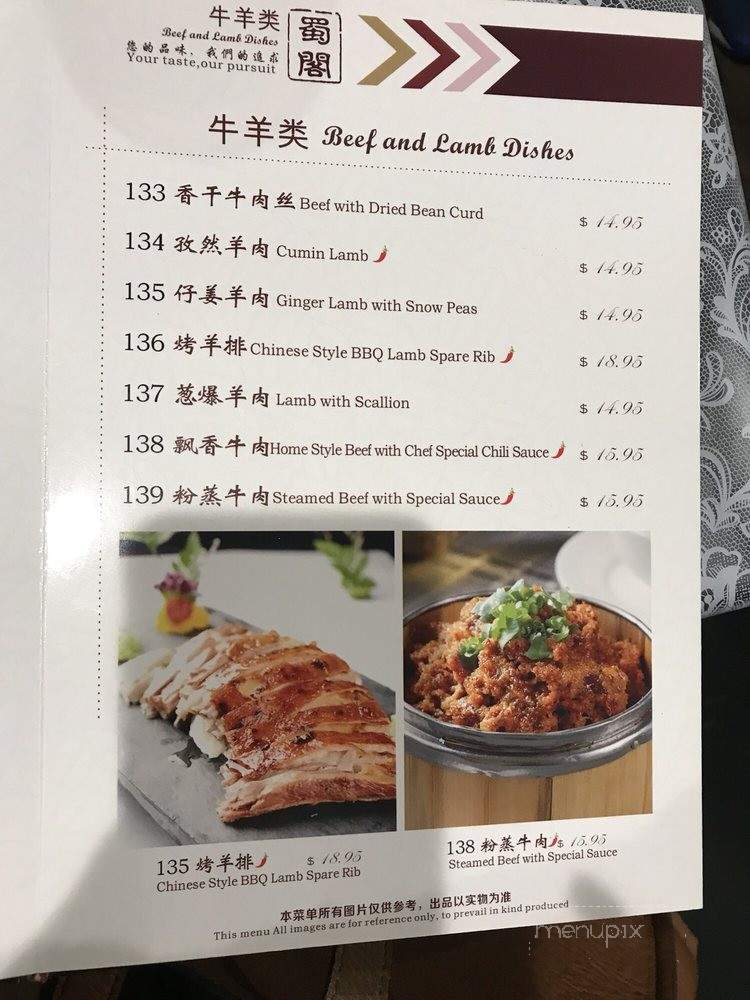 牛羊类
Beef and Lamb Dishes
您的品味，我們的追求
Your taste,our pursuit
蜀閣
牛羊类 Beef and Lamb Dishes
133 香干牛肉丝 Beef with Dried Bean Curd $ 14.95
134 孜然羊肉 Cumin Lamb $ 14.95
135 仔姜羊肉 Ginger Lamb with Snow Peas $ 14.95
136 烤羊排 Chinese Style BBQ Lamb Spare Rib $ 18.95
137 葱爆羊肉 Lamb with Scallion $ 14.95
138 飘香牛肉 Home Style Beef with Chef Special Chili Sauce $ 15.95
139 粉蒸牛肉 Steamed Beef with Special Sauce $ 15.95
135 烤羊排 $ 18.95
Chinese Style BBQ Lamb Spare Rib
138 粉蒸牛肉 $ 15.95
Steamed Beef with Special Sauce
本菜单所有图片仅供参考，出品以实物为准
This menu All images are for reference only, to prevail in kind produced
menupix